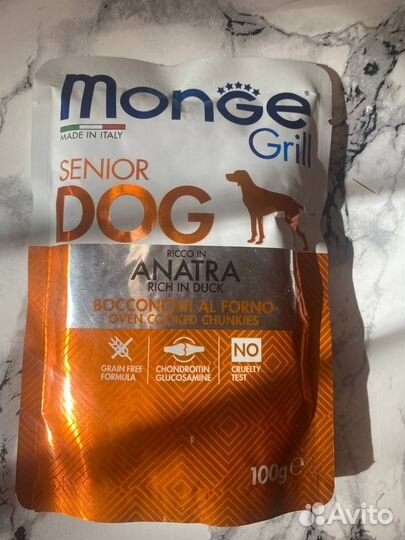 Monge®
MADE IN ITALY
Grill
SENIOR
DOG
RICCO IN
ANATRA
RICH IN DUCK
BOCCONCINI AL FORNO-
OVEN COOKED CHUNKIES
GRAIN FREE
FORMULA
CHONDROITIN
GLUCOSAMINE
NO
CRUELTY
TEST
100g e
Avito